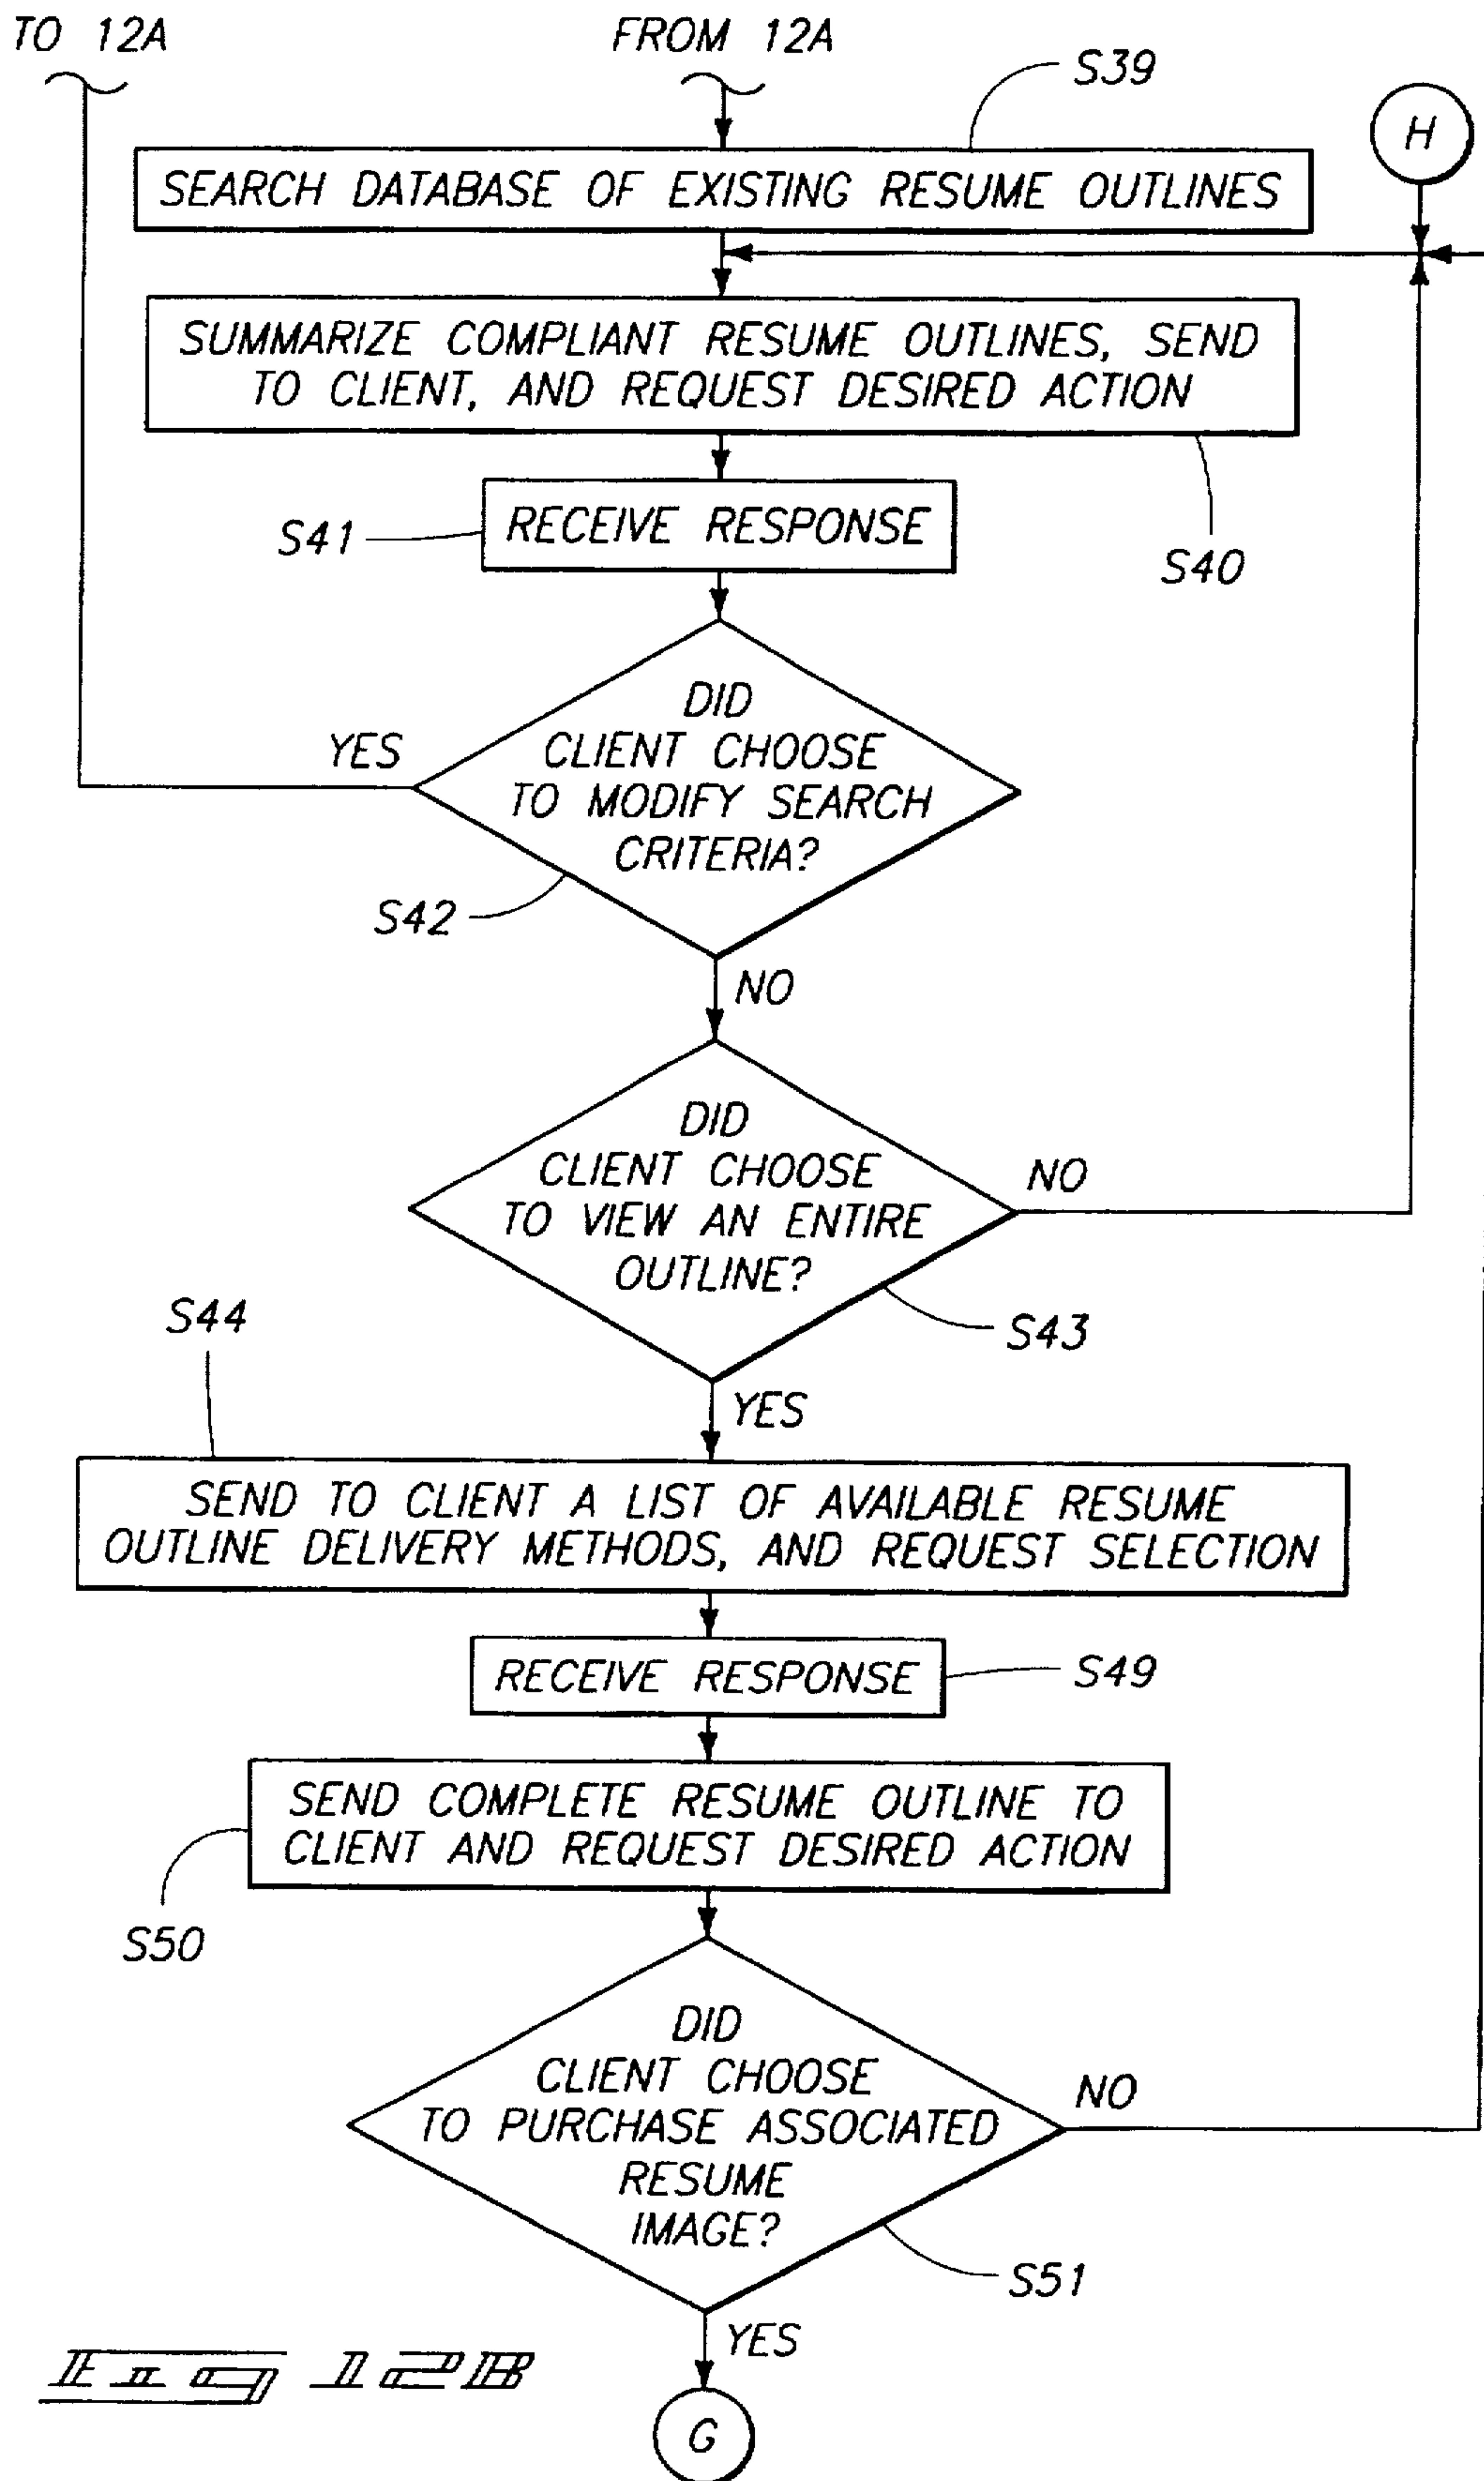 TO 12A
FROM 12A
S39
H
SEARCH DATABASE OF EXISTING RESUME OUTLINES
SUMMARIZE COMPLIANT RESUME OUTLINES, SEND
TO CLIENT, AND REQUEST DESIRED ACTION
S40
S41
RECEIVE RESPONSE
DID
CLIENT CHOOSE
TO MODIFY SEARCH
CRITERIA?
YES
S42
NO
DID
CLIENT CHOOSE
TO VIEW AN ENTIRE
OUTLINE?
NO
S43
S44
YES
SEND TO CLIENT A LIST OF AVAILABLE RESUME
OUTLINE DELIVERY METHODS, AND REQUEST SELECTION
RECEIVE RESPONSE
S49
SEND COMPLETE RESUME OUTLINE TO
CLIENT AND REQUEST DESIRED ACTION
S50
DID
CLIENT CHOOSE
TO PURCHASE ASSOCIATED
RESUME
IMAGE?
NO
S51
YES
Fig 12B
G